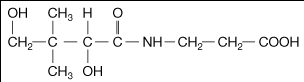 OH CH₃ H O
CH₂ — C — C — C — NH — CH₂ — CH₂ — COOH
CH₃ OH